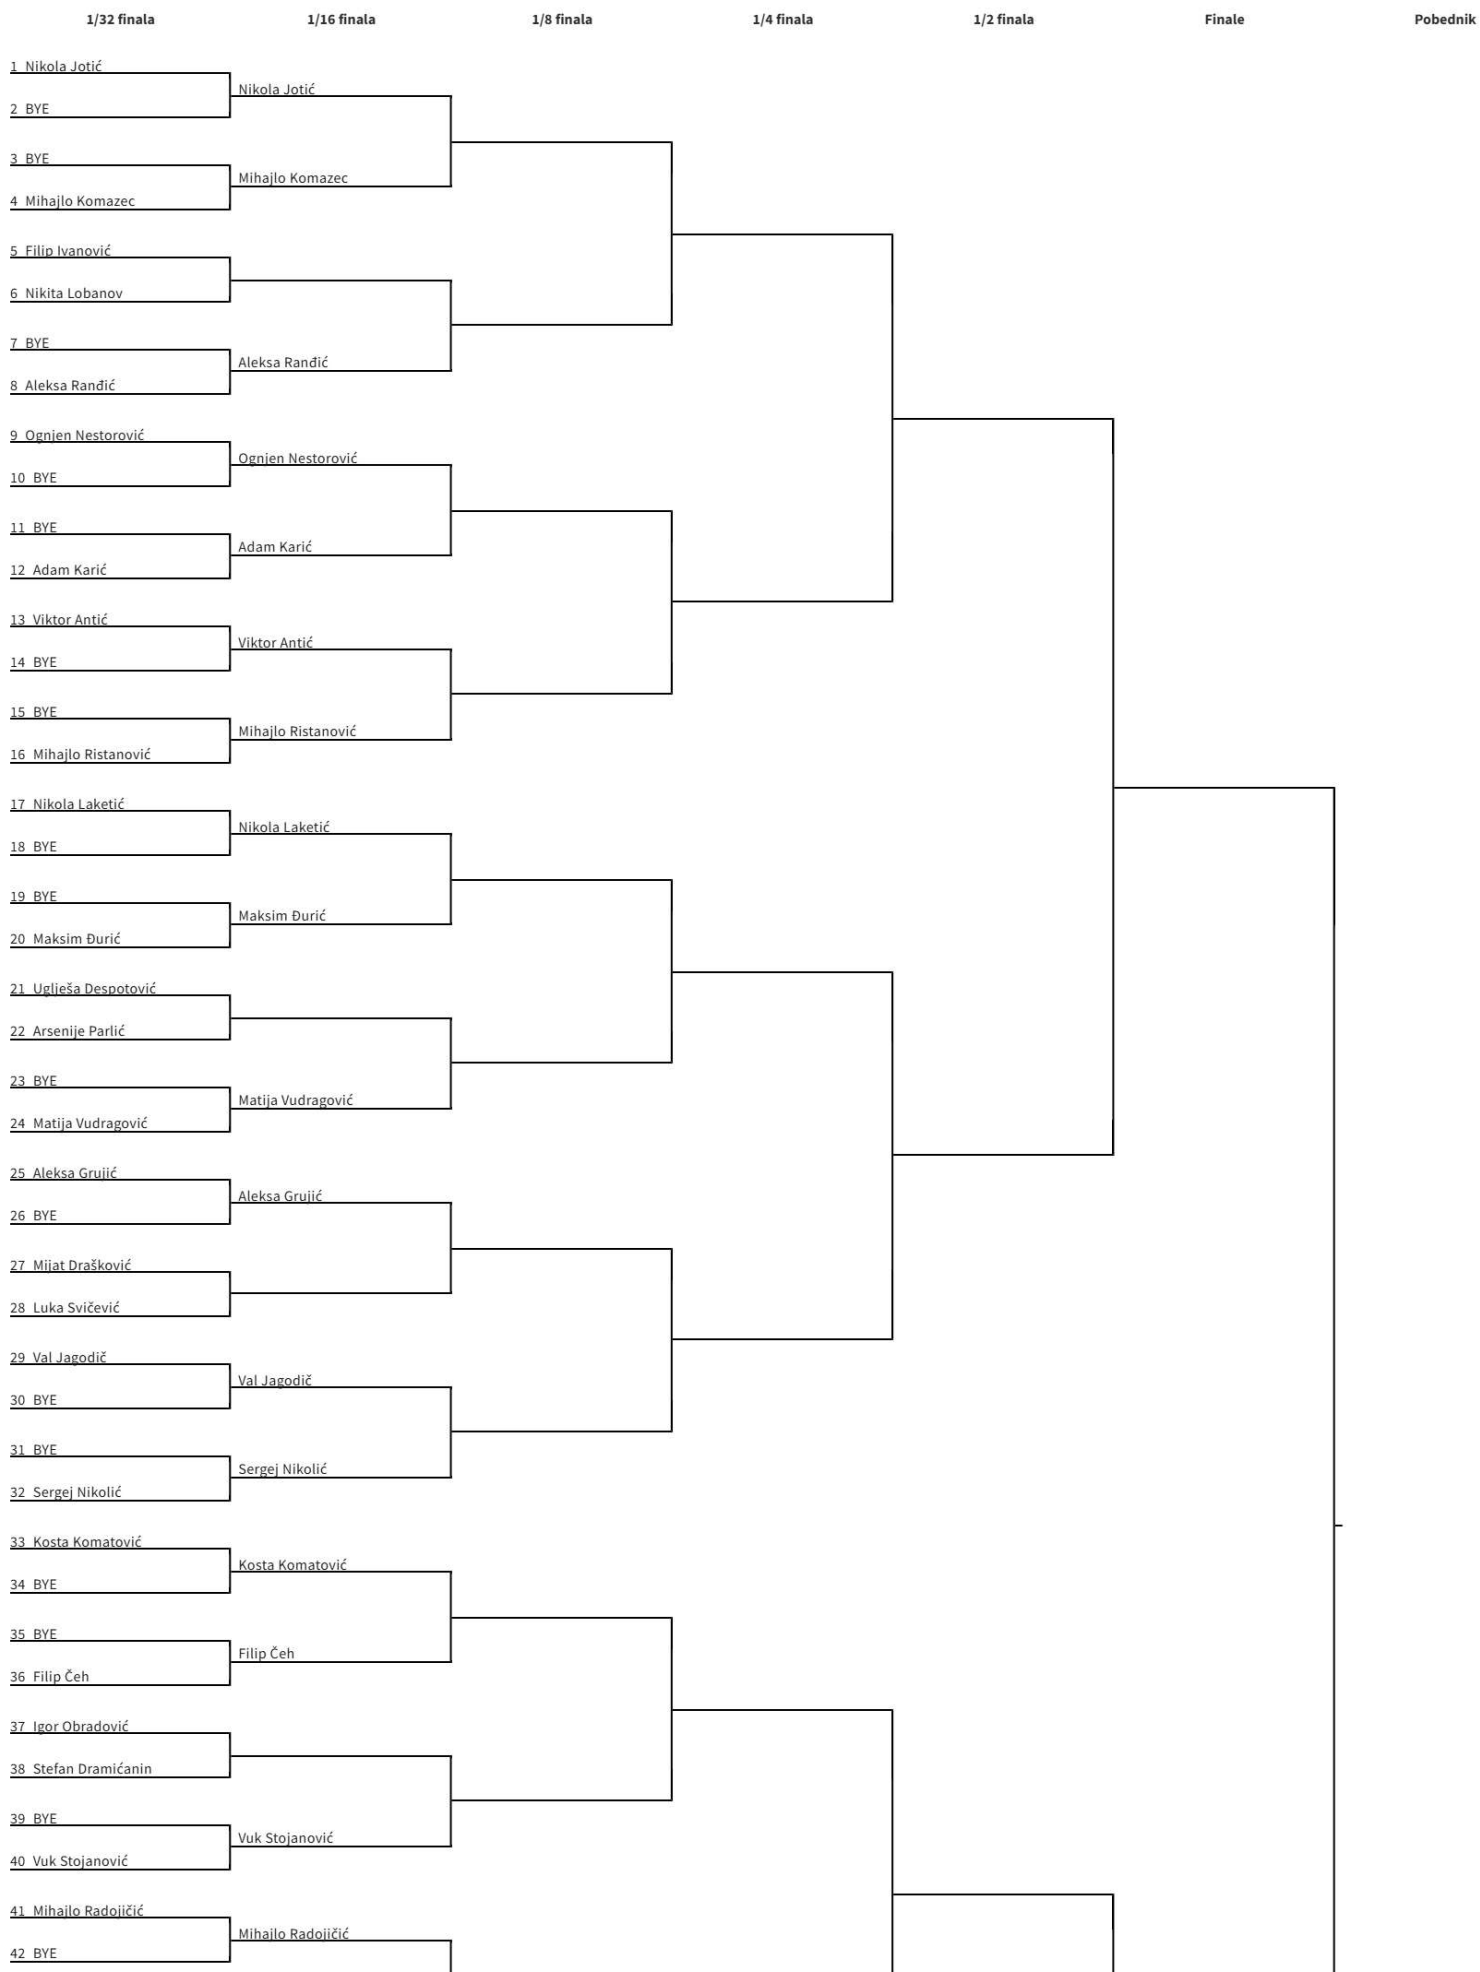 1/32 finala 1/16 finala 1/8 finala 1/4 finala 1/2 finala Finale Pobednik
1 Nikola Jotić
Nikola Jotić
2 BYE
3 BYE
Mihajlo Komazec
4 Mihajlo Komazec
5 Filip Ivanović
6 Nikita Lobanov
7 BYE
Aleksa Ranđić
8 Aleksa Ranđić
9 Ognjen Nestorović
Ognjen Nestorović
10 BYE
11 BYE
Adam Karić
12 Adam Karić
13 Viktor Antić
Viktor Antić
14 BYE
15 BYE
Mihajlo Ristanović
16 Mihajlo Ristanović
17 Nikola Laketić
Nikola Laketić
18 BYE
19 BYE
Maksim Đurić
20 Maksim Đurić
21 Uglješa Despotović
22 Arsenije Parlić
23 BYE
Matija Vudragović
24 Matija Vudragović
25 Aleksa Grujić
Aleksa Grujić
26 BYE
27 Mijat Drašković
28 Luka Svičević
29 Val Jagodič
Val Jagodič
30 BYE
31 BYE
Sergej Nikolić
32 Sergej Nikolić
33 Kosta Komatović
Kosta Komatović
34 BYE
35 BYE
Filip Čeh
36 Filip Čeh
37 Igor Obradović
38 Stefan Dramićanin
39 BYE
Vuk Stojanović
40 Vuk Stojanović
41 Mihajlo Radojičić
Mihajlo Radojičić
42 BYE